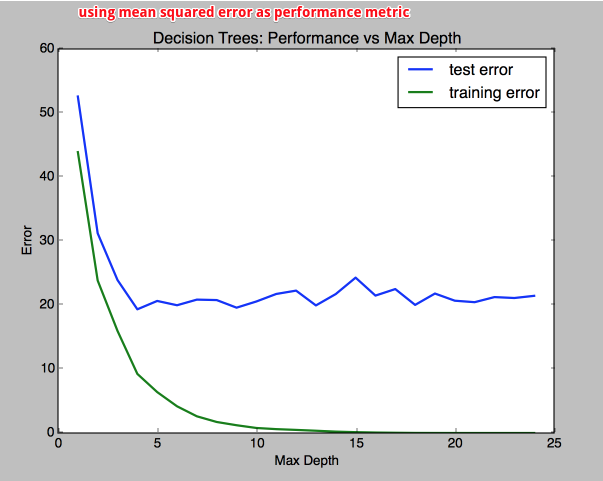 using mean squared error as performance metric
Decision Trees: Performance vs Max Depth
60
50
40
30
20
10
0
Error
test error
training error
0 5 10 15 20 25
Max Depth